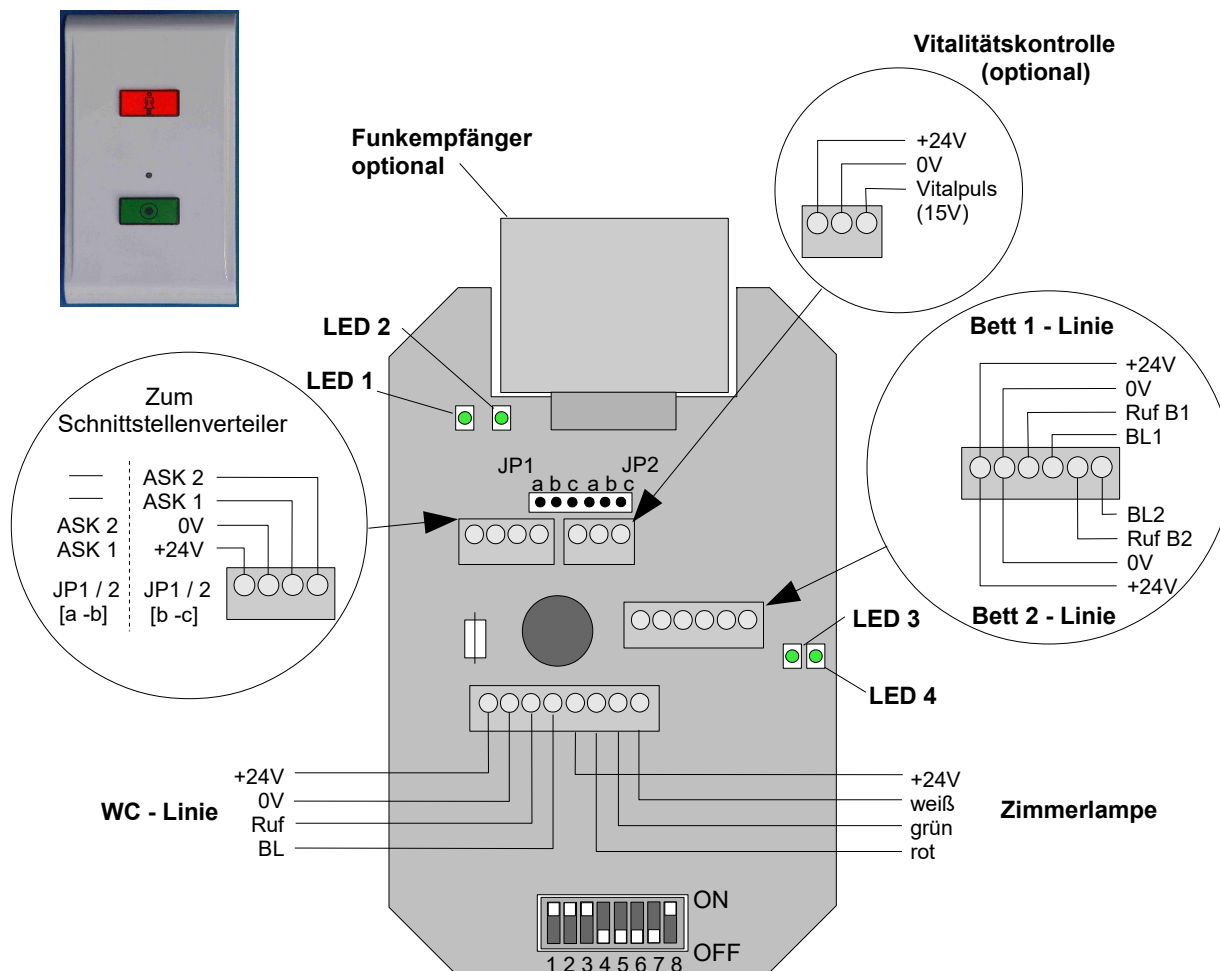 Vitalitätskontrolle
(optional)
+24V
0V
Vitalpuls
(15V)
Funkempfänger
optional
LED 2
LED 1
Bett 1 - Linie
+24V
0V
Ruf B1
BL1
BL2
Ruf B2
0V
+24V
Bett 2 - Linie
Zum
Schnittstellenverteiler
ASK 2
ASK 1
ASK 2 0V
ASK 1 +24V
JP1 / 2 JP1 / 2
[a -b] [b -c]
JP1 JP2
a b c a b c
LED 3
LED 4
+24V
0V
Ruf
BL
WC - Linie
+24V
weiß
grün
rot
Zimmerlampe
ON
OFF
1 2 3 4 5 6 7 8